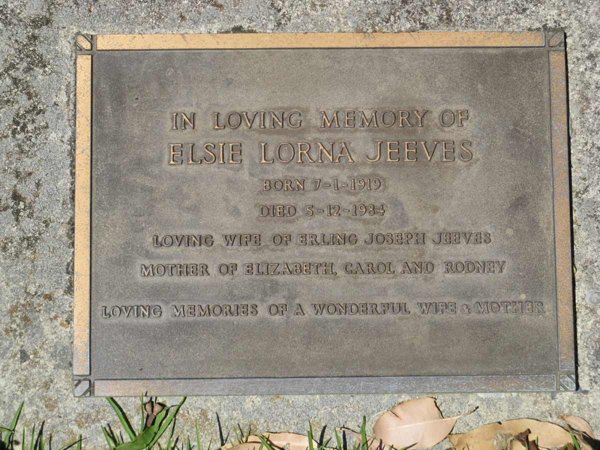 IN LOVING MEMORY OF
ELSIE LORNA JEEVES
BORN 7-1-1919
DIED 5-12-1984
LOVING WIFE OF ERLING JOSEPH JEEVES
MOTHER OF ELIZABETH, CAROL AND RODNEY
LOVING MEMORIES OF A WONDERFUL WIFE & MOTHER